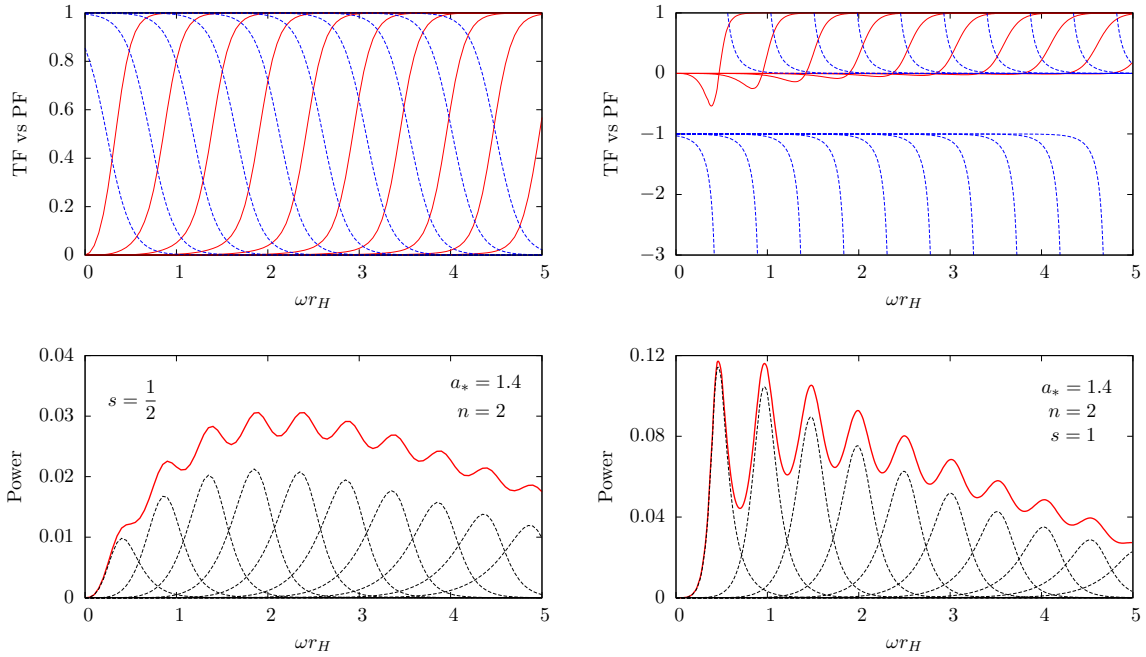 1
0.8
0.6
0.4
0.2
0
TF vs PF
0 1 2 3 4 5
ωr_H
1
0
−1
−2
−3
TF vs PF
0 1 2 3 4 5
ωr_H
0.04
0.03
0.02
0.01
0
Power
s = 1/2
a_* = 1.4
n = 2
0 1 2 3 4 5
ωr_H
0.12
0.08
0.04
0
Power
a_* = 1.4
n = 2
s = 1
0 1 2 3 4 5
ωr_H